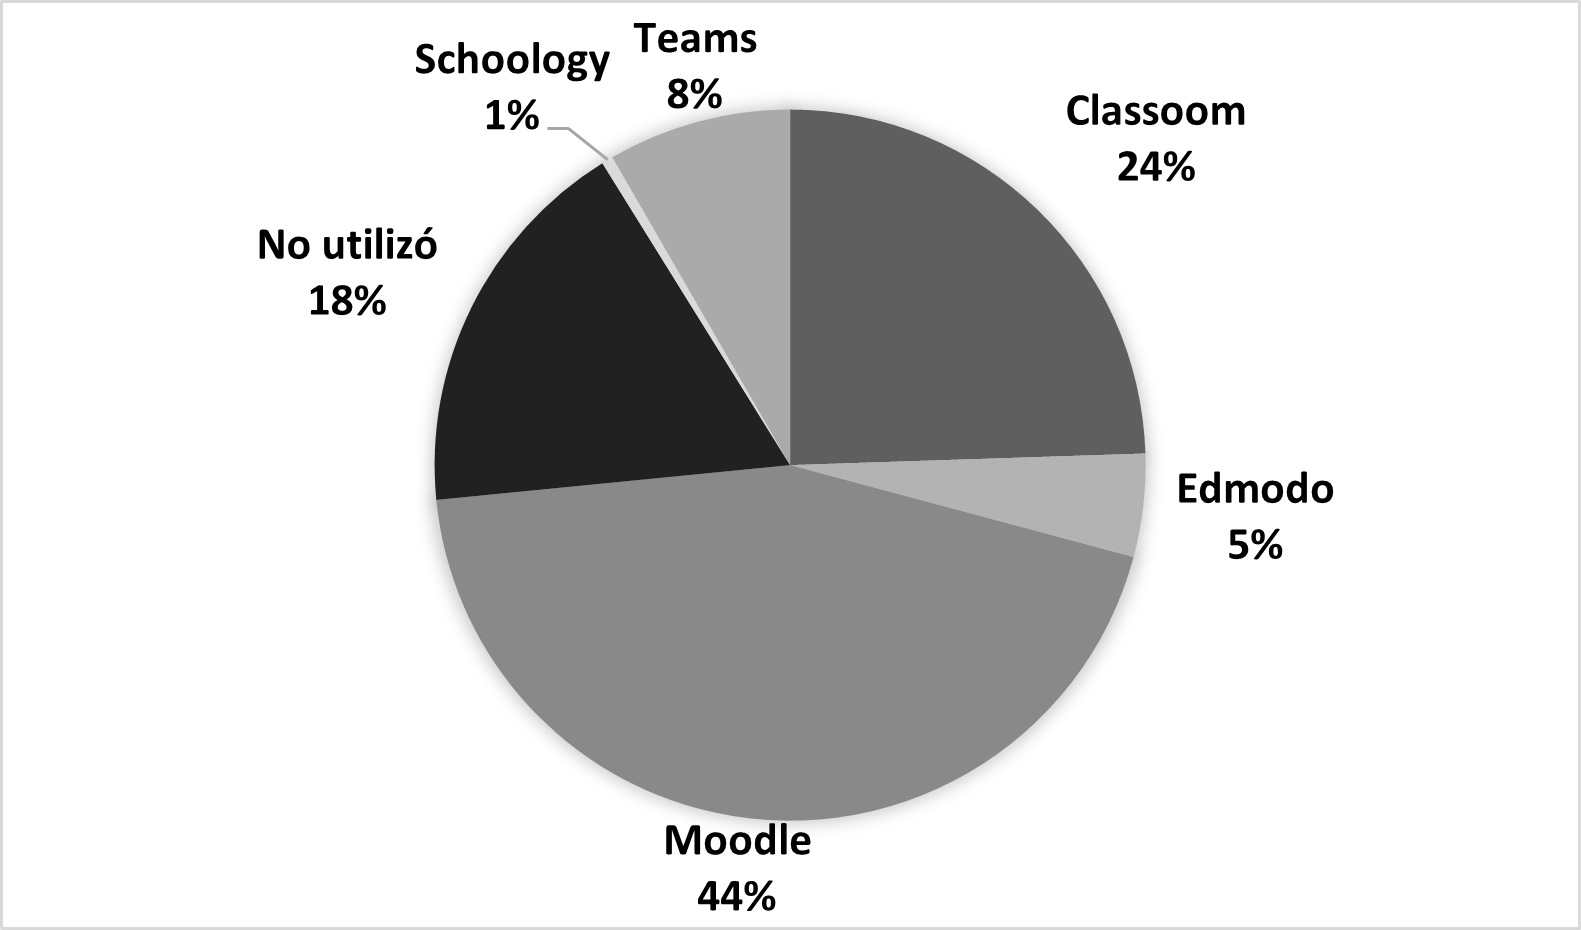 Schoology
1%
Teams
8%
Classoom
24%
No utilizó
18%
Edmodo
5%
Moodle
44%